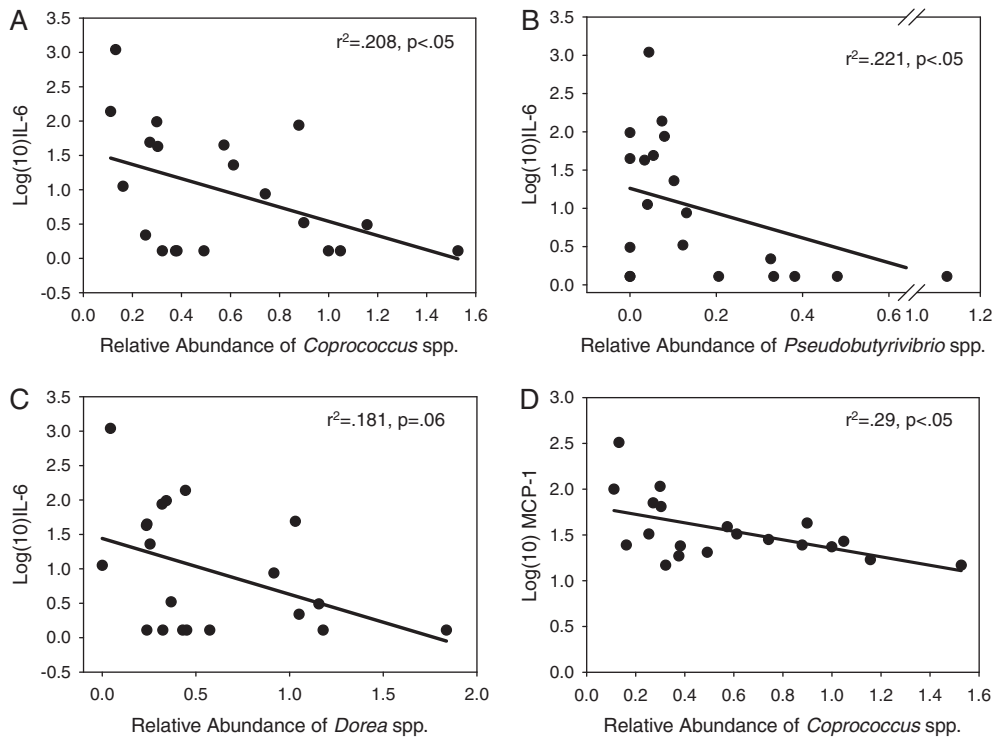 A
r²=.208, p<.05
Log(10)IL-6
3.5
3.0
2.5
2.0
1.5
1.0
0.5
0.0
-0.5
0.0 0.2 0.4 0.6 0.8 1.0 1.2 1.4 1.6
Relative Abundance of Coprococcus spp.
B
r²=.221, p<.05
Log(10)IL-6
3.5
3.0
2.5
2.0
1.5
1.0
0.5
0.0
0.0 0.2 0.4 0.6 1.0 1.2
Relative Abundance of Pseudobutyrivibrio spp.
C
r²=.181, p=.06
Log(10)IL-6
3.5
3.0
2.5
2.0
1.5
1.0
0.5
0.0
-0.5
0.0 0.5 1.0 1.5 2.0
Relative Abundance of Dorea spp.
D
r²=.29, p<.05
Log(10) MCP-1
3.0
2.5
2.0
1.5
1.0
0.5
0.0
0.0 0.2 0.4 0.6 0.8 1.0 1.2 1.4 1.6
Relative Abundance of Coprococcus spp.